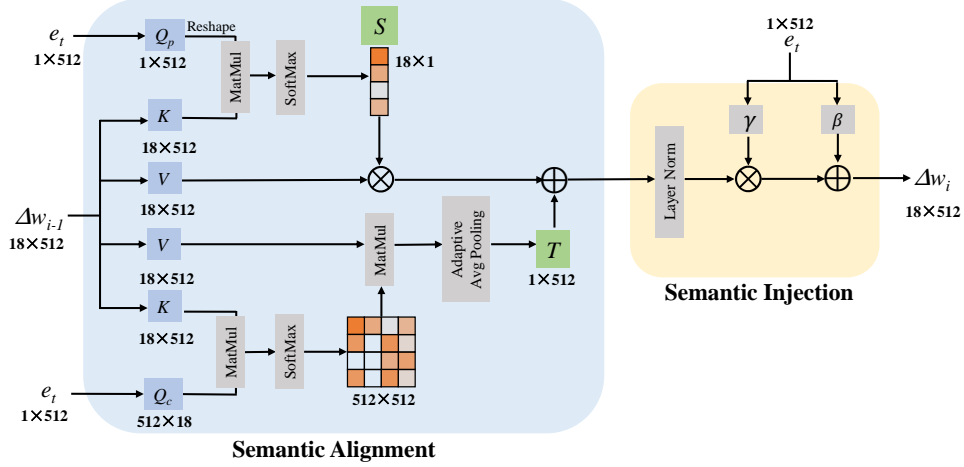 e_t
1×512
Q_p
1×512
Reshape
MatMul
SoftMax
S
18×1
K
18×512
V
18×512
Δw_{i-1}
18×512
V
18×512
MatMul
Adaptive
Avg Pooling
T
1×512
K
18×512
MatMul
SoftMax
512×512
e_t
1×512
Q_c
512×18
Semantic Alignment
1×512
e_t
γ
β
Layer Norm
Δw_i
18×512
Semantic Injection